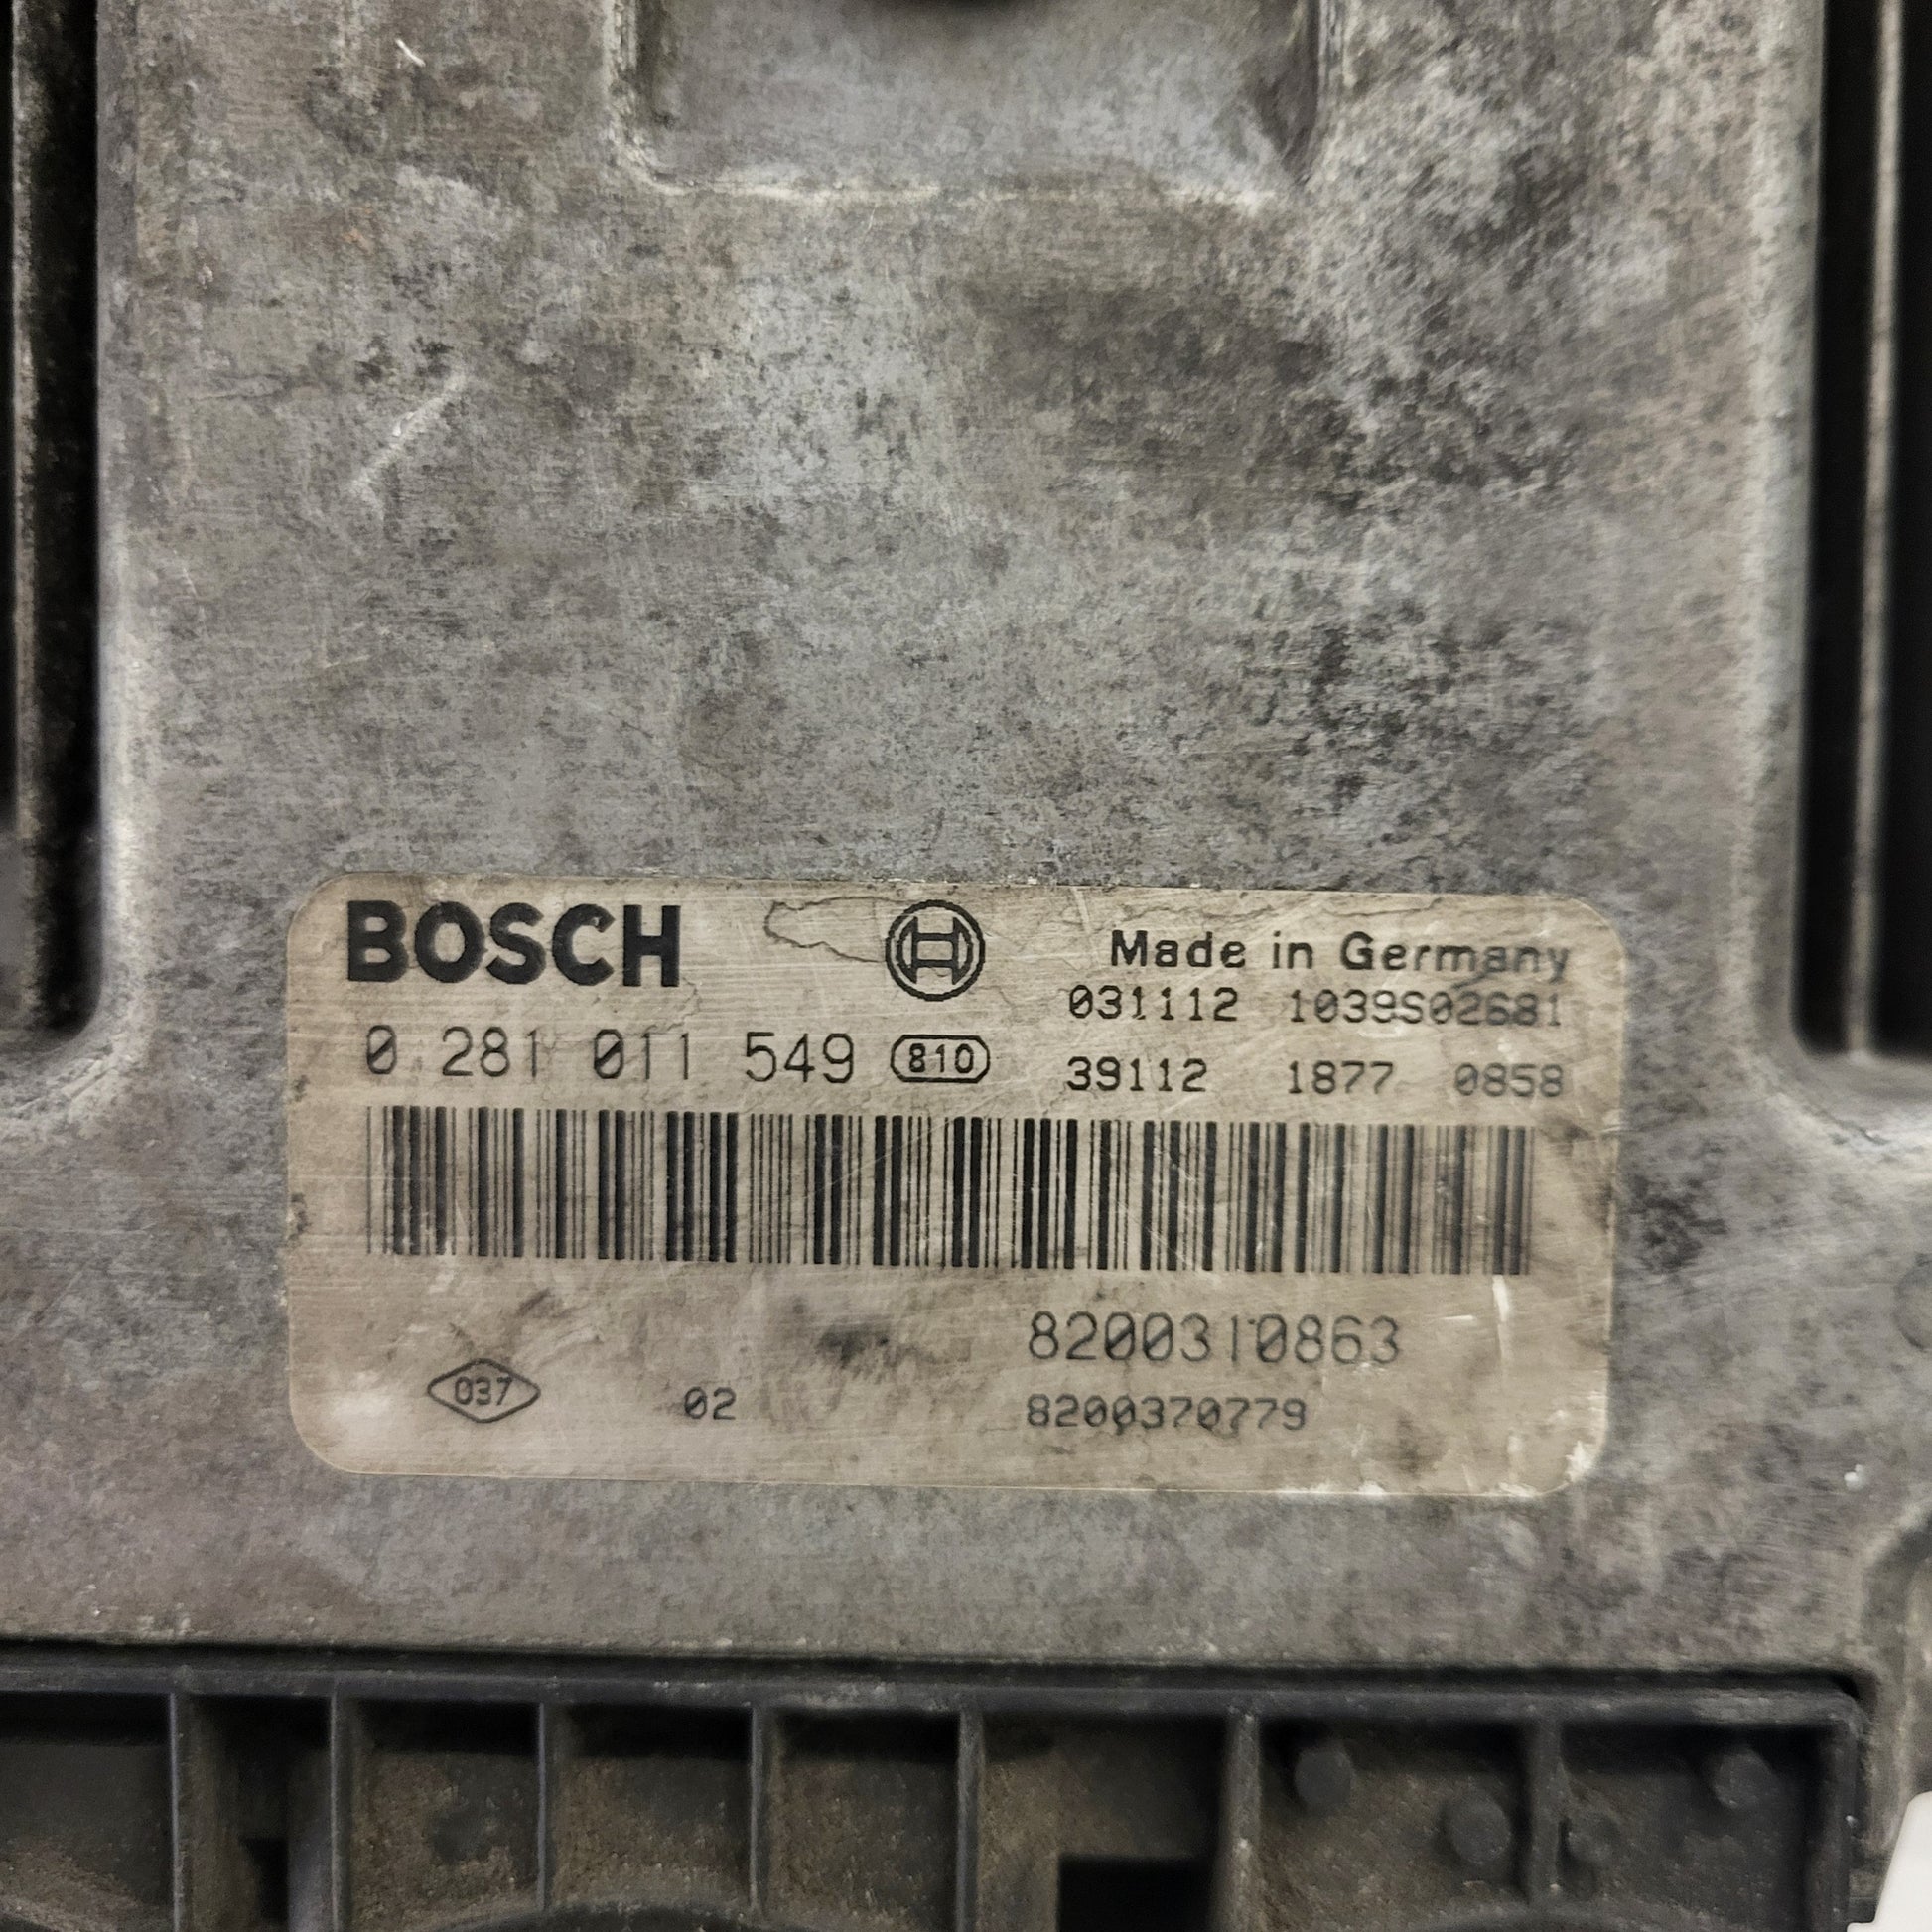 BOSCH
Made in Germany
031112 1039S02681
0 281 011 549 810
39112 1877 0858
8200310863
037 02 8200370779